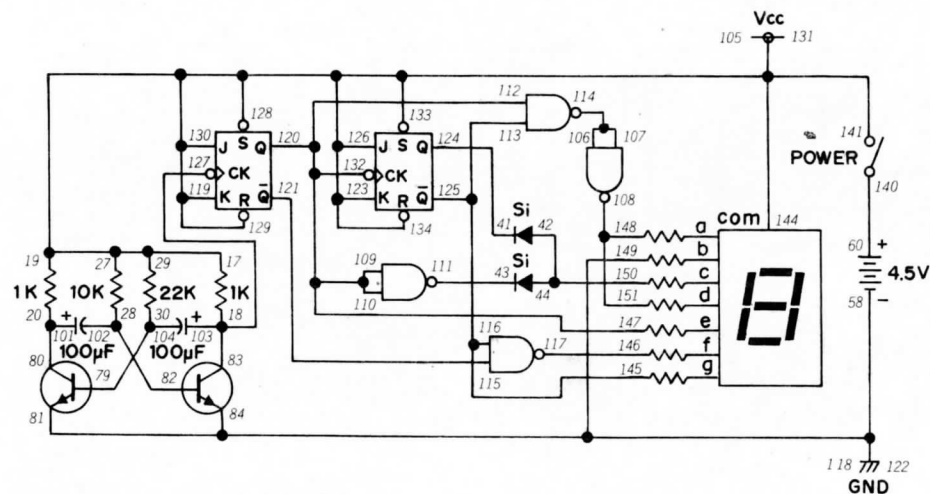 Vcc
105 131
128 133
112 114
130 J S Q 120
126 J S Q 124
113 106 107
127 CK
132 CK
141
POWER
140
119 K R Q̅ 121
123 K R Q̅ 125
129 134
108
Si
41 42
com 144
148 a
149 b
19 27 29 17
109 111
Si
43 44
150 c
60 +
4.5V
110
151 d
58 −
1K 10K 22K 1K
20 28 30 18
147 e
+ 101 102 104 103 +
116 117
146 f
100μF 100μF
80 79 82 83
115
145 g
81 84
118 122
GND